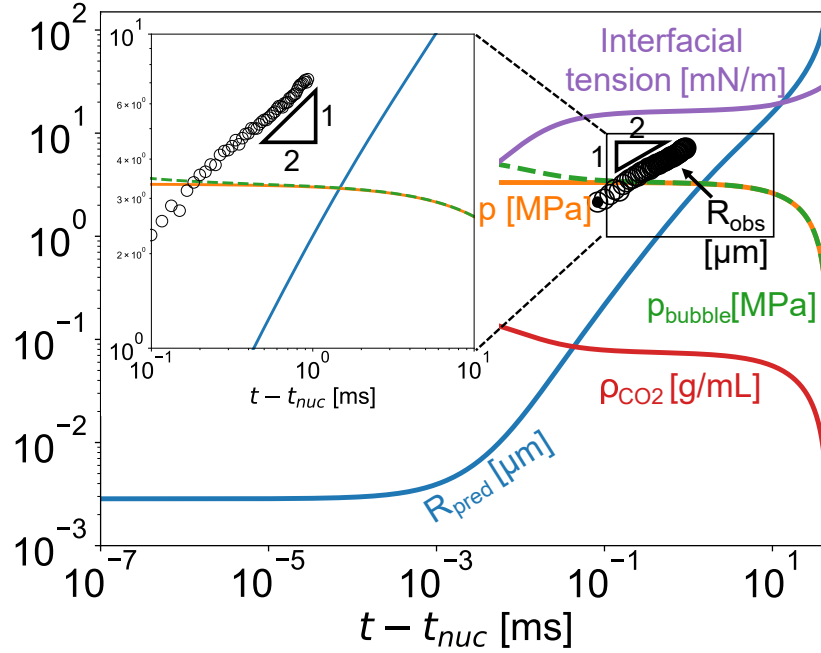 10²
10¹
10⁰
10⁻¹
10⁻²
10⁻³
10⁻⁷
10⁻⁵
10⁻³
10⁻¹
10¹
t − t_nuc [ms]
Interfacial
tension [mN/m]
2
1
p [MPa]
R_obs
[μm]
p_bubble[MPa]
ρ_CO2 [g/mL]
R_pred [μm]
10¹
6 × 10⁰
4 × 10⁰
3 × 10⁰
2 × 10⁰
10⁰
10⁻¹
10⁰
10¹
t − t_nuc [ms]
1
2